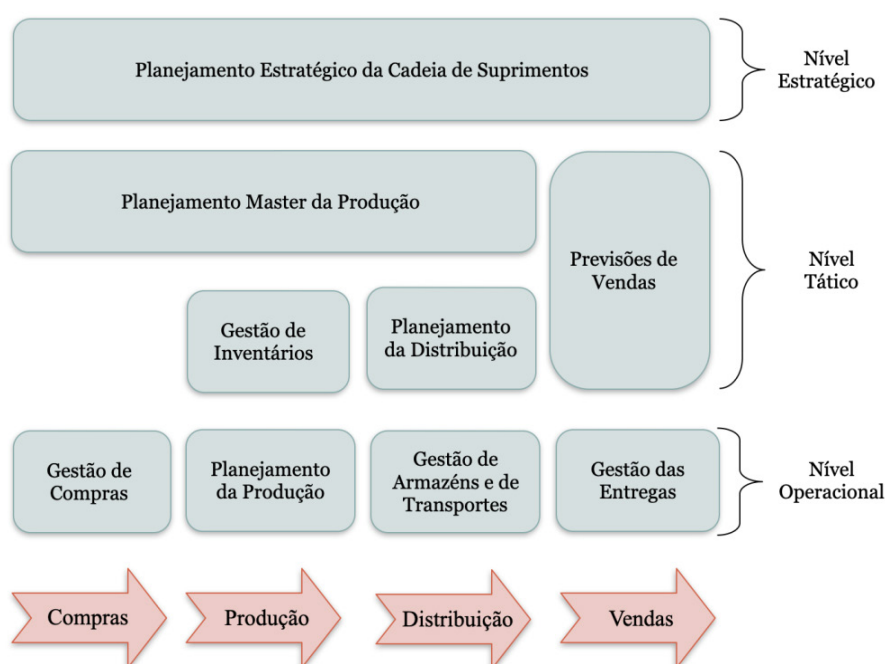 Planejamento Estratégico da Cadeia de Suprimentos
Nível
Estratégico
Planejamento Master da Produção
Previsões de
Vendas
Nível
Tático
Gestão de
Inventários
Planejamento
da Distribuição
Gestão de
Compras
Planejamento
da Produção
Gestão de
Armazéns e de
Transportes
Gestão das
Entregas
Nível
Operacional
Compras
Produção
Distribuição
Vendas